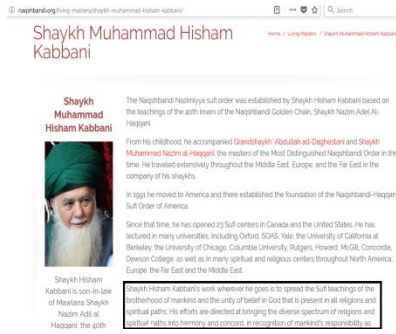 naqshbandi.org/living-masters/shaykh-muhammad-hisham-kabbani/
Search
Shaykh Muhammad Hisham
Kabbani
Home / Living Masters / Shaykh Muhammad Hisham Kabbani
Shaykh
Muhammad
Hisham Kabbani
Shaykh Hisham
Kabbani is son-in-law
of Mawlana Shaykh
Nazim Adil al
Haqqani, the 40th
The Naqshbandi Nazimiyya sufi order was established by Shaykh Hisham Kabbani based on
the teachings of the 40th imam of the Naqshbandi Golden Chain, Shaykh Nazim Adel Al-
Haqqani.
From his childhood, he accompanied Grandshaykh 'Abdullah ad-Daghestani and Shaykh
Muhammad Nazim al-Haqqani, the masters of the Most Distinguished Naqshbandi Order in this
time. He traveled extensively throughout the Middle East, Europe, and the Far East in the
company of his shaykhs.
In 1991 he moved to America and there established the foundation of the Naqshbandi-Haqqani
Sufi Order of America.
Since that time, he has opened 23 Sufi centers in Canada and the United States. He has
lectured in many universities, including Oxford, SOAS, Yale, the University of California at
Berkeley, the University of Chicago, Columbia University, Rutgers, Howard, McGill, Concordia,
Dawson College, as well as in many spiritual and religious centers throughout North America,
Europe, the Far East and the Middle East.
Shaykh Hisham Kabbani's work wherever he goes is to spread the Sufi teachings of the
brotherhood of mankind and the unity of belief in God that is present in all religions and
spiritual paths. His efforts are directed at bringing the diverse spectrum of religions and
spiritual paths into harmony and concord, in recognition of mankind's responsibility as